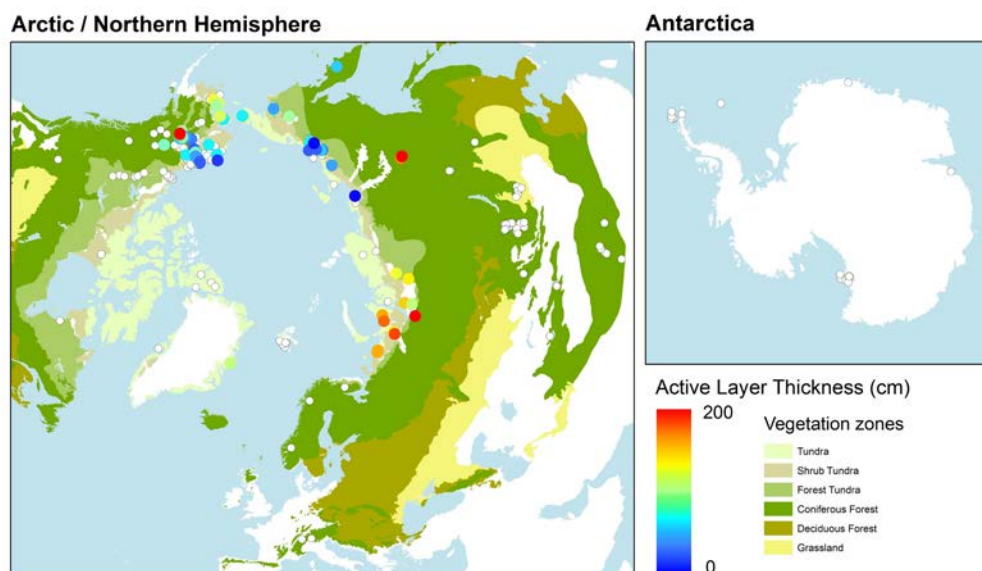 Arctic / Northern Hemisphere
Antarctica
Active Layer Thickness (cm)
200
0
Vegetation zones
Tundra
Shrub Tundra
Forest Tundra
Coniferous Forest
Deciduous Forest
Grassland